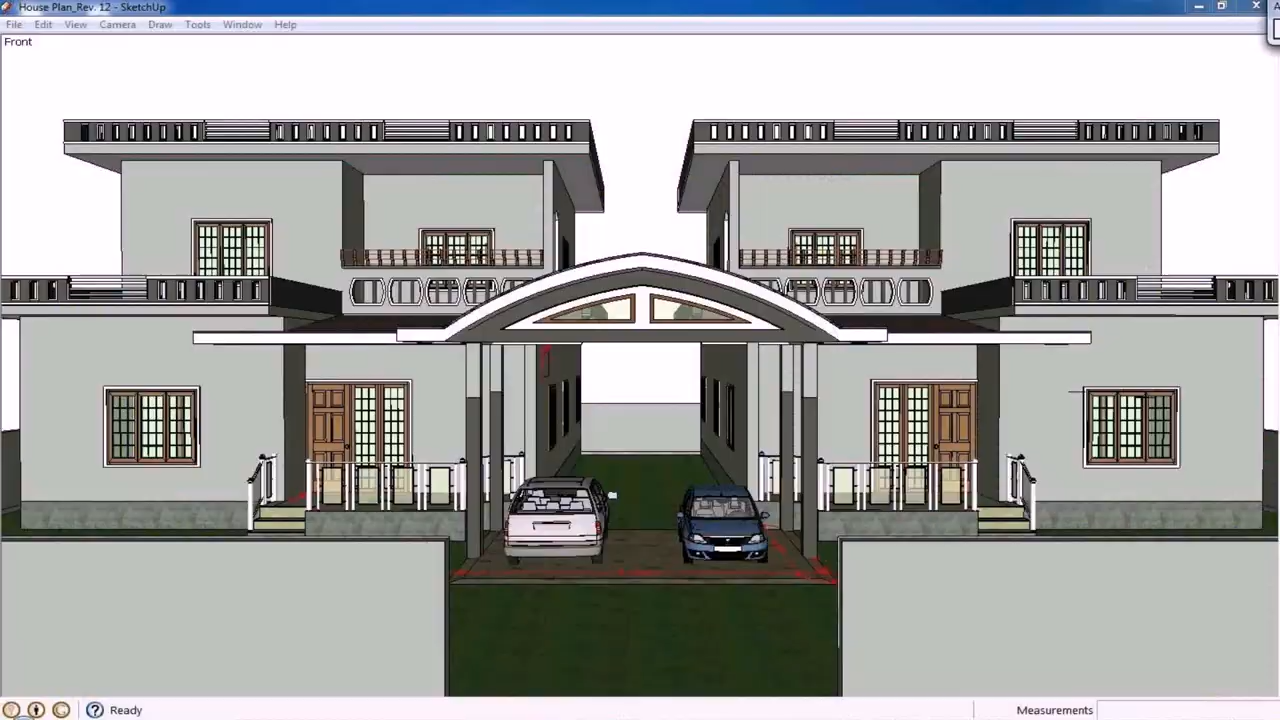 House Plan_Rev. 12 - SketchUp
File Edit View Camera Draw Tools Window Help
Front
Ready
Measurements